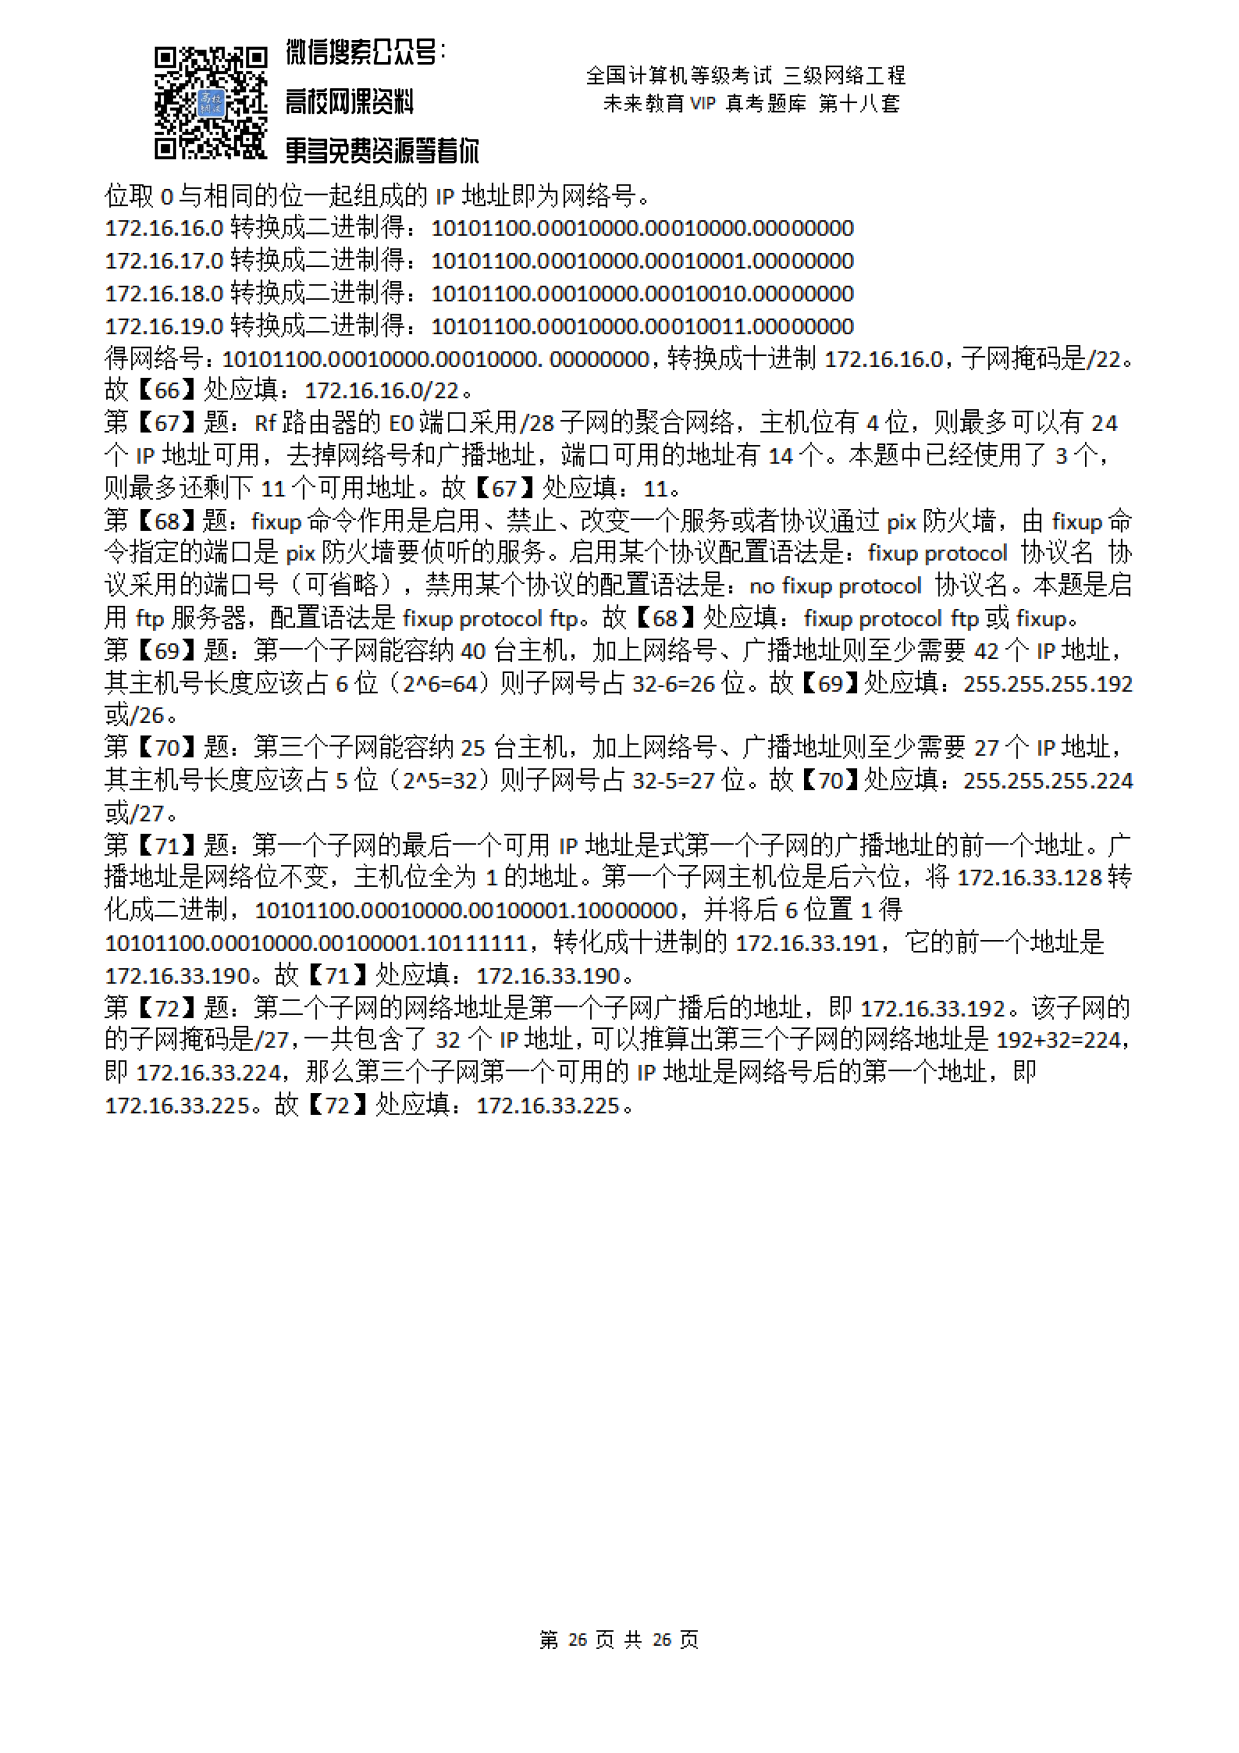 微信搜索公众号：
高校网课资料
更多免费资源等着你
全国计算机等级考试 三级网络工程
未来教育 VIP 真考题库 第十八套
位取 0 与相同的位一起组成的 IP 地址即为网络号。
172.16.16.0 转换成二进制得：10101100.00010000.00010000.00000000
172.16.17.0 转换成二进制得：10101100.00010000.00010001.00000000
172.16.18.0 转换成二进制得：10101100.00010000.00010010.00000000
172.16.19.0 转换成二进制得：10101100.00010000.00010011.00000000
得网络号：10101100.00010000.00010000. 00000000，转换成十进制 172.16.16.0，子网掩码是/22。
故【66】处应填：172.16.16.0/22。
第【67】题：Rf 路由器的 E0 端口采用/28 子网的聚合网络，主机位有 4 位，则最多可以有 24
个 IP 地址可用，去掉网络号和广播地址，端口可用的地址有 14 个。本题中已经使用了 3 个，
则最多还剩下 11 个可用地址。故【67】处应填：11。
第【68】题：fixup 命令作用是启用、禁止、改变一个服务或者协议通过 pix 防火墙，由 fixup 命
令指定的端口是 pix 防火墙要侦听的服务。启用某个协议配置语法是：fixup protocol 协议名 协
议采用的端口号（可省略），禁用某个协议的配置语法是：no fixup protocol 协议名。本题是启
用 ftp 服务器，配置语法是 fixup protocol ftp。故【68】处应填：fixup protocol ftp 或 fixup。
第【69】题：第一个子网能容纳 40 台主机，加上网络号、广播地址则至少需要 42 个 IP 地址，
其主机号长度应该占 6 位（2^6=64）则子网号占 32-6=26 位。故【69】处应填：255.255.255.192
或/26。
第【70】题：第三个子网能容纳 25 台主机，加上网络号、广播地址则至少需要 27 个 IP 地址，
其主机号长度应该占 5 位（2^5=32）则子网号占 32-5=27 位。故【70】处应填：255.255.255.224
或/27。
第【71】题：第一个子网的最后一个可用 IP 地址是式第一个子网的广播地址的前一个地址。广
播地址是网络位不变，主机位全为 1 的地址。第一个子网主机位是后六位，将 172.16.33.128 转
化成二进制，10101100.00010000.00100001.10000000，并将后 6 位置 1 得
10101100.00010000.00100001.10111111，转化成十进制的 172.16.33.191，它的前一个地址是
172.16.33.190。故【71】处应填：172.16.33.190。
第【72】题：第二个子网的网络地址是第一个子网广播后的地址，即 172.16.33.192。该子网的
的子网掩码是/27，一共包含了 32 个 IP 地址，可以推算出第三个子网的网络地址是 192+32=224，
即 172.16.33.224，那么第三个子网第一个可用的 IP 地址是网络号后的第一个地址，即
172.16.33.225。故【72】处应填：172.16.33.225。
第 26 页 共 26 页